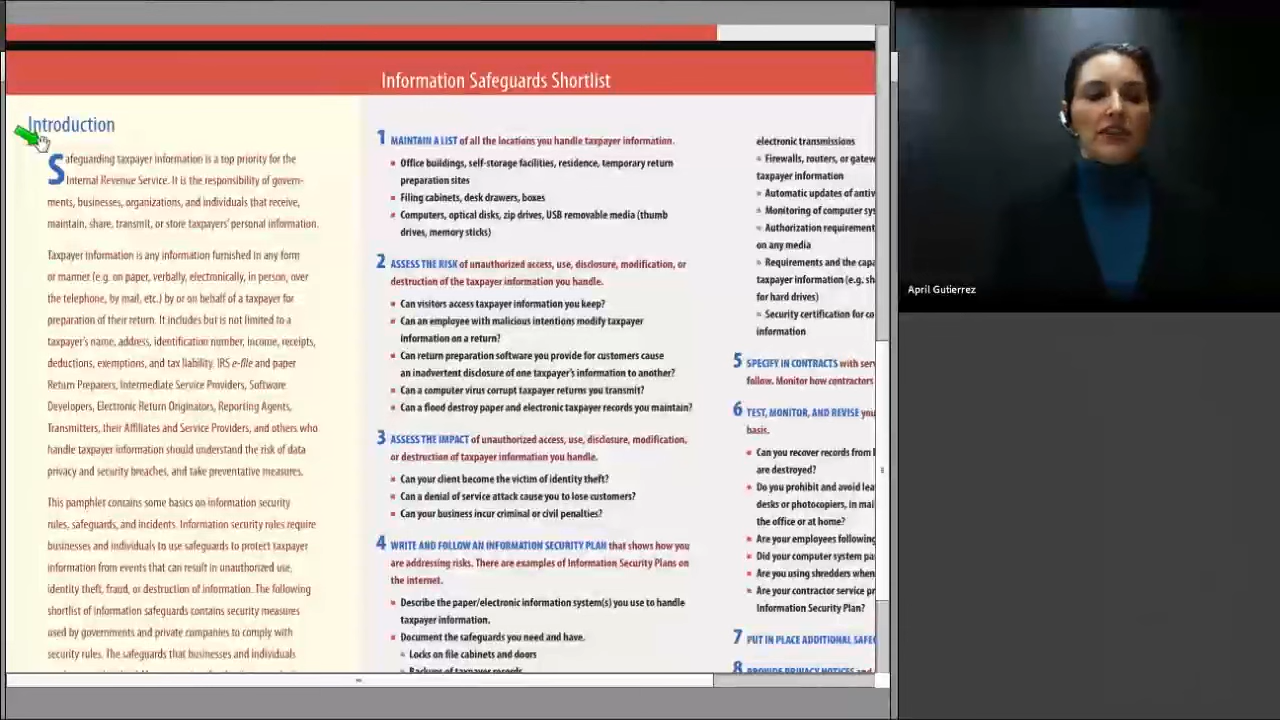 Information Safeguards Shortlist
Introduction
Safeguarding taxpayer information is a top priority for the
Internal Revenue Service. It is the responsibility of govern-
ments, businesses, organizations, and individuals that receive,
maintain, share, transmit, or store taxpayers' personal information.
Taxpayer information is any information furnished in any form
or manner (e.g. on paper, verbally, electronically, in person, over
the telephone, by mail, etc.) by or on behalf of a taxpayer for
preparation of their return. It includes but is not limited to a
taxpayer's name, address, identification number, income, receipts,
deductions, exemptions, and tax liability. IRS e-file and paper
Return Preparers, Intermediate Service Providers, Software
Developers, Electronic Return Originators, Reporting Agents,
Transmitters, their Affiliates and Service Providers, and others who
handle taxpayer information should understand the risk of data
privacy and security breaches, and take preventative measures.
This pamphlet contains some basics on information security
rules, safeguards, and incidents. Information security rules require
businesses and individuals to use safeguards to protect taxpayer
information from events that can result in unauthorized use,
identity theft, fraud, or destruction of information. The following
shortlist of information safeguards contains security measures
used by governments and private companies to comply with
security rules. The safeguards that businesses and individuals
1 MAINTAIN A LIST of all the locations you handle taxpayer information.
Office buildings, self-storage facilities, residence, temporary return
preparation sites
Filing cabinets, desk drawers, boxes
Computers, optical disks, zip drives, USB removable media (thumb
drives, memory sticks)
2 ASSESS THE RISK of unauthorized access, use, disclosure, modification, or
destruction of the taxpayer information you handle.
Can visitors access taxpayer information you keep?
Can an employee with malicious intentions modify taxpayer
information on a return?
Can return preparation software you provide for customers cause
an inadvertent disclosure of one taxpayer's information to another?
Can a computer virus corrupt taxpayer returns you transmit?
Can a flood destroy paper and electronic taxpayer records you maintain?
3 ASSESS THE IMPACT of unauthorized access, use, disclosure, modification,
or destruction of taxpayer information you handle.
Can your client become the victim of identity theft?
Can a denial of service attack cause you to lose customers?
Can your business incur criminal or civil penalties?
4 WRITE AND FOLLOW AN INFORMATION SECURITY PLAN that shows how you
are addressing risks. There are examples of Information Security Plans on
the internet.
Describe the paper/electronic information system(s) you use to handle
taxpayer information.
Document the safeguards you need and have.
Locks on file cabinets and doors
Backups of taxpayer records
electronic transmissions
Firewalls, routers, or gatew
taxpayer information
Automatic updates of antiv
Monitoring of computer sys
Authorization requirement
on any media
Requirements and the capa
taxpayer information (e.g. sh
for hard drives)
Security certification for co
information
5 SPECIFY IN CONTRACTS with serv
follow. Monitor how contractors
6 TEST, MONITOR, AND REVISE you
basis.
Can you recover records from l
are destroyed?
Do you prohibit and avoid lea
desks or photocopiers, in mai
the office or at home?
Are your employees following
Did your computer system pa
Are you using shredders when
Are your contractor service pr
Information Security Plan?
7 PUT IN PLACE ADDITIONAL SAFEG
8 PROVIDE PRIVACY NOTICES and
April Gutierrez